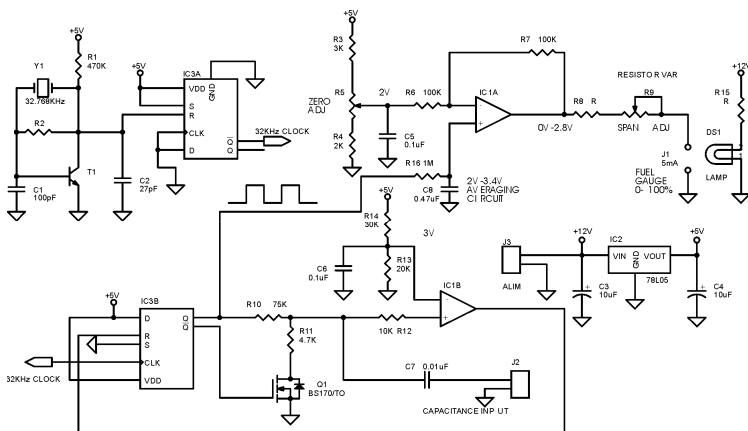 +5V
Y1
32.768KHz
R1
470K
R2
T1
C1
100pF
C2
27pF
+5V
IC3A
VDD
GND
S
R
CLK
D
QI
Q
32KHz CLOCK
+5V
R3
3K
R5
ZERO
ADJ
R4
2K
2V
C5
0.1uF
R6 100K
R7 100K
IC1A
-
+
0V -2.8V
R8 R
RESISTOR VAR
R9
SPAN ADJ
J1
5mA
FUEL
GAUGE
0- 100%
+12V
R15
R
DS1
2
1
LAMP
R16 1M
C8
0.47uF
2V -3.4V
AVERAGING
CIRCUIT
+5V
R14
30K
3V
R13
20K
C6
0.1uF
IC1B
-
+
J3
ALIM
+12V
+
C3
10uF
IC2
VIN VOUT
GND
78L05
+5V
+
C4
10uF
+5V
IC3B
D
R
S
CLK
VDD
Q
QI
32KHz CLOCK
R10 75K
R11
4.7K
10K R12
Q1
BS170/TO
C7 0.01uF
J2
CAPACITANCE INPUT